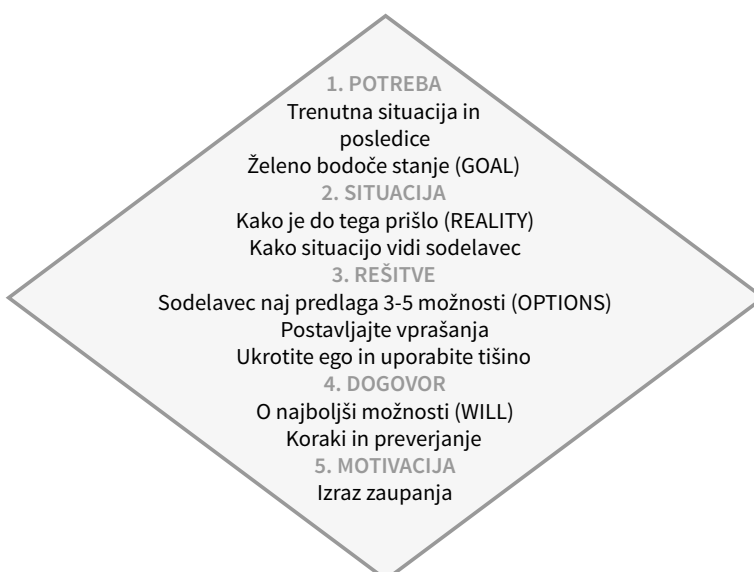 1. POTREBA
Trenutna situacija in
posledice
Želeno bodoče stanje (GOAL)
2. SITUACIJA
Kako je do tega prišlo (REALITY)
Kako situacijo vidi sodelavec
3. REŠITVE
Sodelavec naj predlaga 3-5 možnosti (OPTIONS)
Postavljajte vprašanja
Ukrotite ego in uporabite tišino
4. DOGOVOR
O najboljši možnosti (WILL)
Koraki in preverjanje
5. MOTIVACIJA
Izraz zaupanja